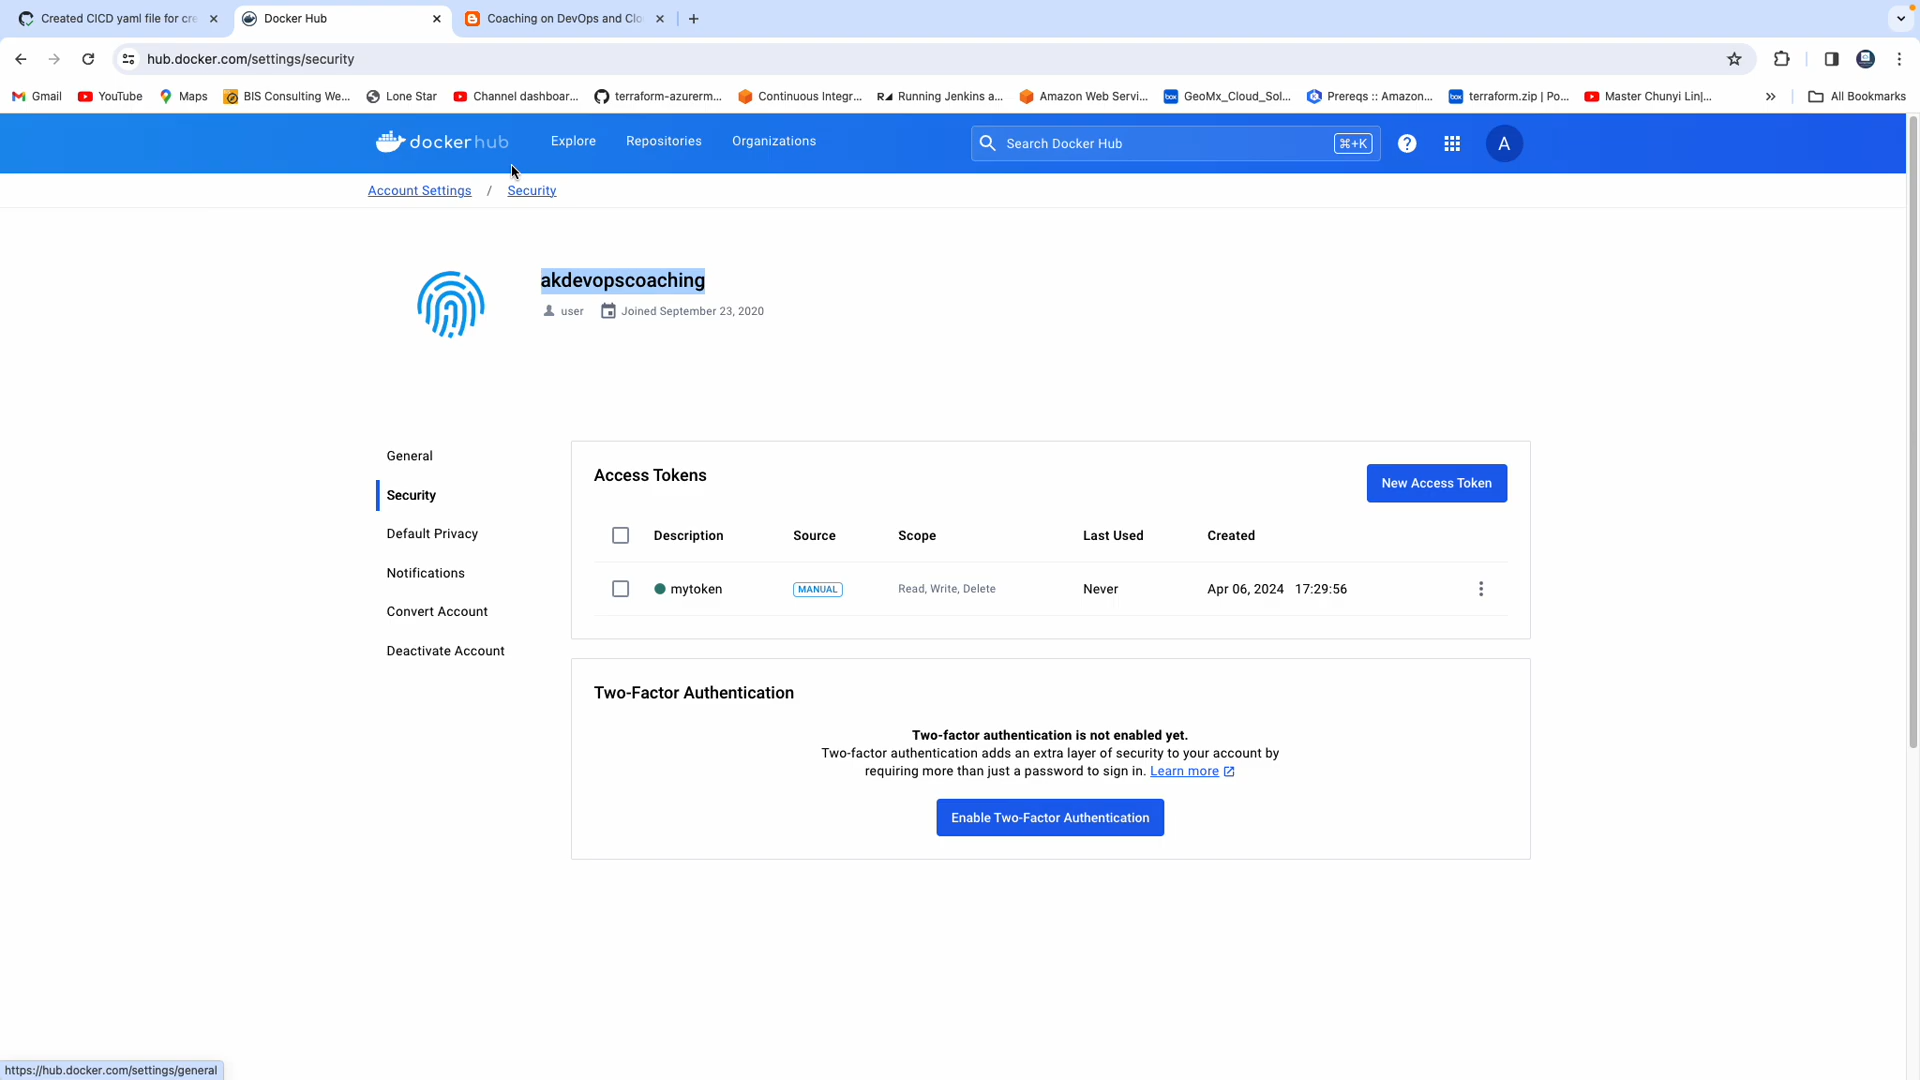 Created CICD yaml file for cre
Docker Hub
Coaching on DevOps and Clo
hub.docker.com/settings/security
Gmail
YouTube
Maps
BIS Consulting We...
Lone Star
Channel dashboar...
terraform-azurerm...
Continuous Integr...
Running Jenkins a...
Amazon Web Servi...
GeoMx_Cloud_Sol...
Prereqs :: Amazon...
terraform.zip | Po...
Master Chunyi Lin|...
All Bookmarks
docker hub
Explore
Repositories
Organizations
Search Docker Hub
⌘+K
A
Account Settings / Security
akdevopscoaching
user
Joined September 23, 2020
General
Security
Default Privacy
Notifications
Convert Account
Deactivate Account
Access Tokens
New Access Token
Description Source Scope Last Used Created
mytoken MANUAL Read, Write, Delete Never Apr 06, 2024 17:29:56
Two-Factor Authentication
Two-factor authentication is not enabled yet.
Two-factor authentication adds an extra layer of security to your account by
requiring more than just a password to sign in. Learn more
Enable Two-Factor Authentication
https://hub.docker.com/settings/general